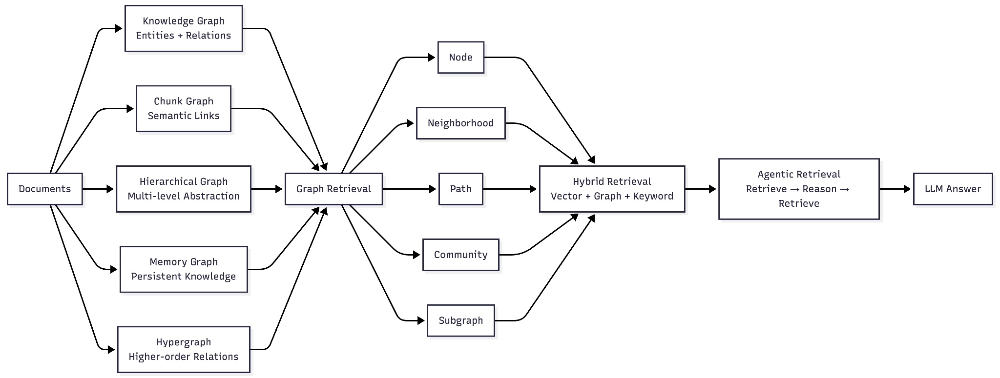 Documents
Knowledge Graph
Entities + Relations
Chunk Graph
Semantic Links
Hierarchical Graph
Multi-level Abstraction
Memory Graph
Persistent Knowledge
Hypergraph
Higher-order Relations
Graph Retrieval
Node
Neighborhood
Path
Community
Subgraph
Hybrid Retrieval
Vector + Graph + Keyword
Agentic Retrieval
Retrieve → Reason →
Retrieve
LLM Answer